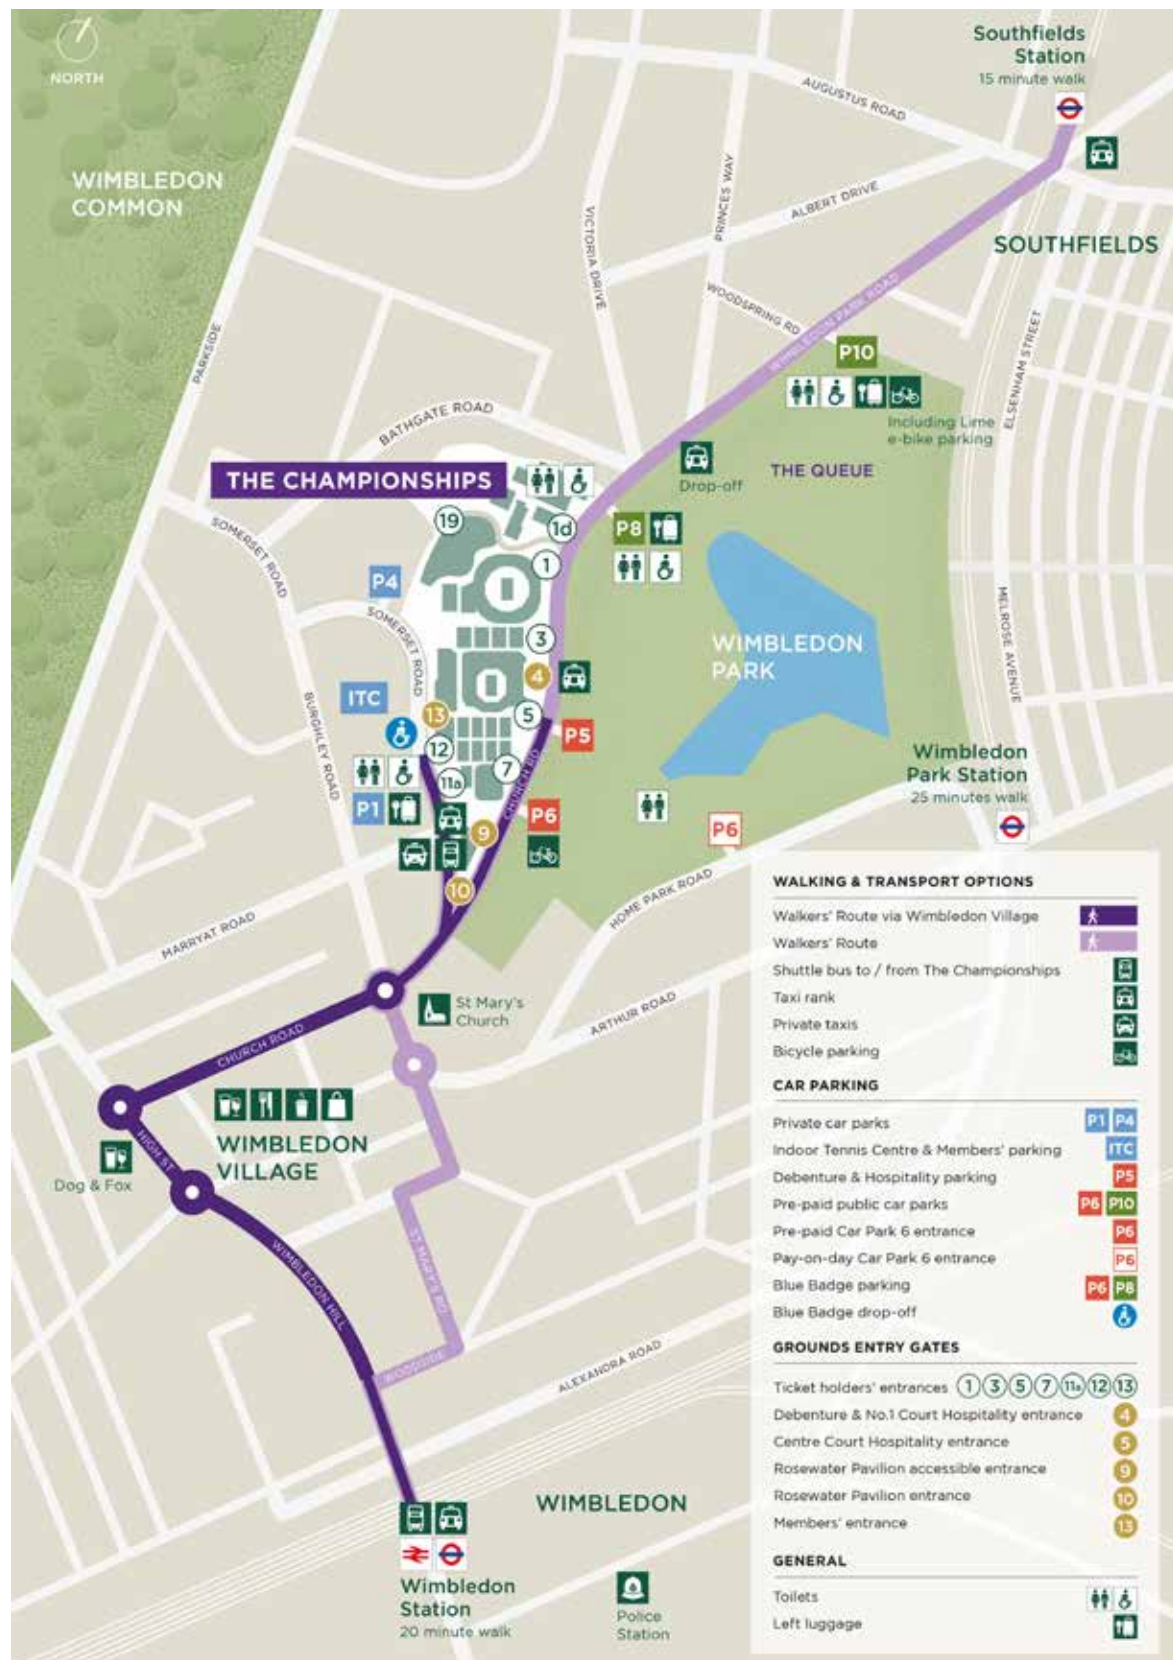 NORTH
Southfields
Station
15 minute walk
AUGUSTUS ROAD
WIMBLEDON
COMMON
PRINCES WAY
ALBERT DRIVE
VICTORIA DRIVE
SOUTHFIELDS
WOODSPRING RD
WIMBLEDON PARK ROAD
PARKSIDE
P10
ELSENHAM STREET
BATHGATE ROAD
Including Lime
e-bike parking
THE CHAMPIONSHIPS
Drop-off
THE QUEUE
19
1d
P8
SOMERSET ROAD
1
P4
SOMERSET ROAD
3
WIMBLEDON
PARK
MELROSE AVENUE
4
ITC
BURGHLEY ROAD
13
5
P5
12
Wimbledon
Park Station
25 minutes walk
7
11a
CHURCH RD
P1
P6
P6
9
10
HOME PARK ROAD
MARRYAT ROAD
St Mary's
Church
ARTHUR ROAD
CHURCH ROAD
HIGH ST
WIMBLEDON
VILLAGE
Dog & Fox
ST MARY'S RD
WIMBLEDON HILL
WOODSIDE
ALEXANDRA ROAD
WIMBLEDON
Wimbledon
Station
20 minute walk
Police
Station
WALKING & TRANSPORT OPTIONS
Walkers' Route via Wimbledon Village
Walkers' Route
Shuttle bus to / from The Championships
Taxi rank
Private taxis
Bicycle parking
CAR PARKING
Private car parks P1 P4
Indoor Tennis Centre & Members' parking ITC
Debenture & Hospitality parking P5
Pre-paid public car parks P6 P10
Pre-paid Car Park 6 entrance P6
Pay-on-day Car Park 6 entrance P6
Blue Badge parking P6 P8
Blue Badge drop-off
GROUNDS ENTRY GATES
Ticket holders' entrances 1 3 5 7 11a 12 13
Debenture & No.1 Court Hospitality entrance 4
Centre Court Hospitality entrance 5
Rosewater Pavilion accessible entrance 9
Rosewater Pavilion entrance 10
Members' entrance 13
GENERAL
Toilets
Left luggage